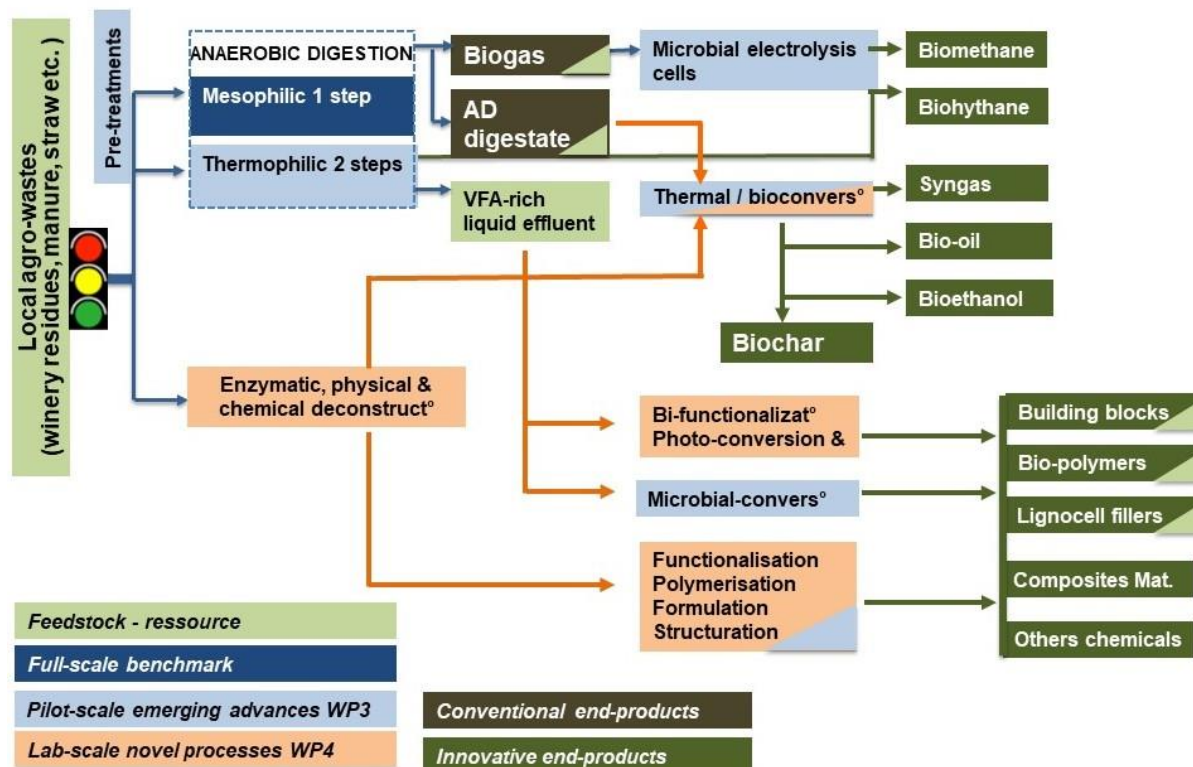 Local agro-wastes
(winery residues, manure, straw etc. )
Pre-treatments
ANAEROBIC DIGESTION
Mesophilic 1 step
Thermophilic 2 steps
Biogas
AD
digestate
VFA-rich
liquid effluent
Microbial electrolysis
cells
Thermal / bioconvers°
Biomethane
Biohythane
Syngas
Bio-oil
Bioethanol
Biochar
Enzymatic, physical &
chemical deconstruct°
Bi-functionalizat°
Photo-conversion &
Microbial-convers°
Functionalisation
Polymerisation
Formulation
Structuration
Building blocks
Bio-polymers
Lignocell fillers
Composites Mat.
Others chemicals
Feedstock - ressource
Full-scale benchmark
Pilot-scale emerging advances WP3
Lab-scale novel processes WP4
Conventional end-products
Innovative end-products